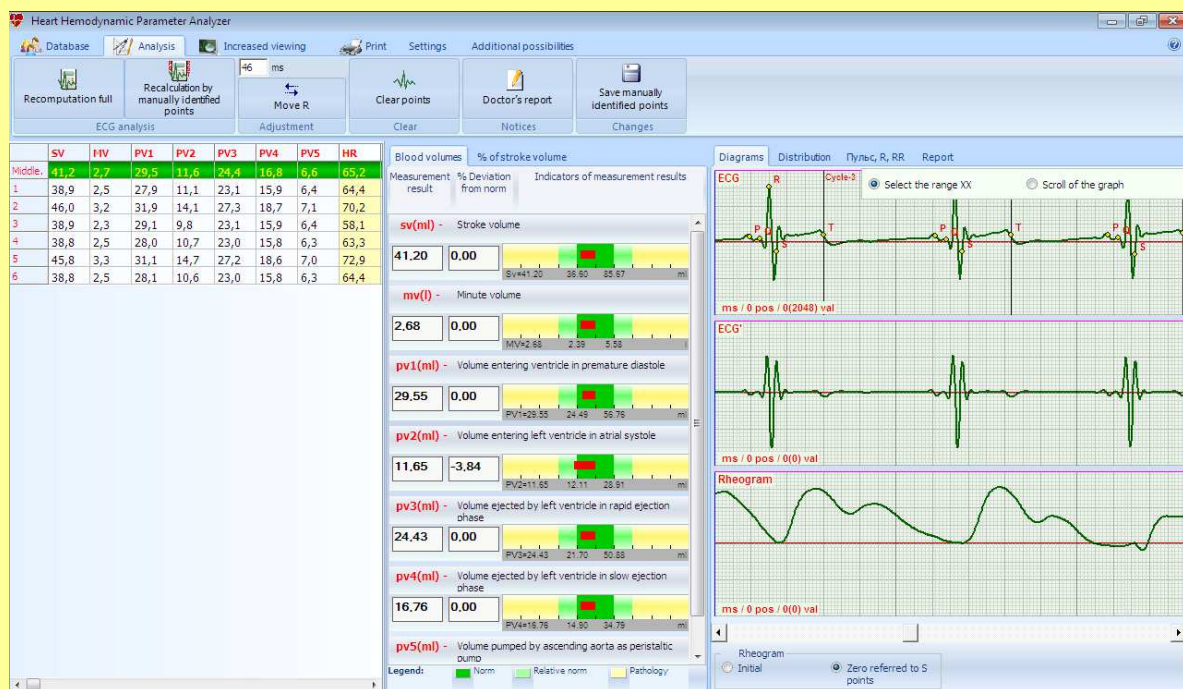 Heart Hemodynamic Parameter Analyzer
Database Analysis Increased viewing Print Settings Additional possibilities
46 ms
Recomputation full
Recalculation by
manually identified
points
Move R
Clear points
Doctor's report
Save manually
identified points
ECG analysis Adjustment Clear Notices Changes
SV MV PV1 PV2 PV3 PV4 PV5 HR
Middle. 41,2 2,7 29,5 11,6 24,4 16,8 6,6 65,2
1 38,9 2,5 27,9 11,1 23,1 15,9 6,4 64,4
2 46,0 3,2 31,9 14,1 27,3 18,7 7,1 70,2
3 38,9 2,3 29,1 9,8 23,1 15,9 6,4 58,1
4 38,8 2,5 28,0 10,7 23,0 15,8 6,3 63,3
5 45,8 3,3 31,1 14,7 27,2 18,6 7,0 72,9
6 38,8 2,5 28,1 10,6 23,0 15,8 6,3 64,4
Blood volumes % of stroke volume
Measurement
result
% Deviation
from norm
Indicators of measurement results
sv(ml) - Stroke volume
41,20 0,00
Sv=41.20 36.60 85.67 ml
mv(l) - Minute volume
2,68 0,00
MV=2.68 2.39 5.58 l
pv1(ml) - Volume entering ventricle in premature diastole
29,55 0,00
PV1=29.55 24.49 56.76 ml
pv2(ml) - Volume entering left ventricle in atrial systole
11,65 -3,84
PV2=11.65 12.11 28.91 ml
pv3(ml) - Volume ejected by left ventricle in rapid ejection
phase
24,43 0,00
PV3=24.43 21.70 50.88 ml
pv4(ml) - Volume ejected by left ventricle in slow ejection
phase
16,76 0,00
PV4=16.76 14.90 34.79 ml
pv5(ml) - Volume pumped by ascending aorta as peristaltic
pump
Legend: Norm Relative norm Pathology
Diagrams Distribution Пульс, R, RR Report
ECG R Cycle-3 Select the range XX Scroll of the graph
P S T P S T P S
ms / 0 pos / 0(2048) val
ECG'
ms / 0 pos / 0(0) val
Rheogram
ms / 0 pos / 0(0) val
Rheogram
Initial Zero referred to S
points